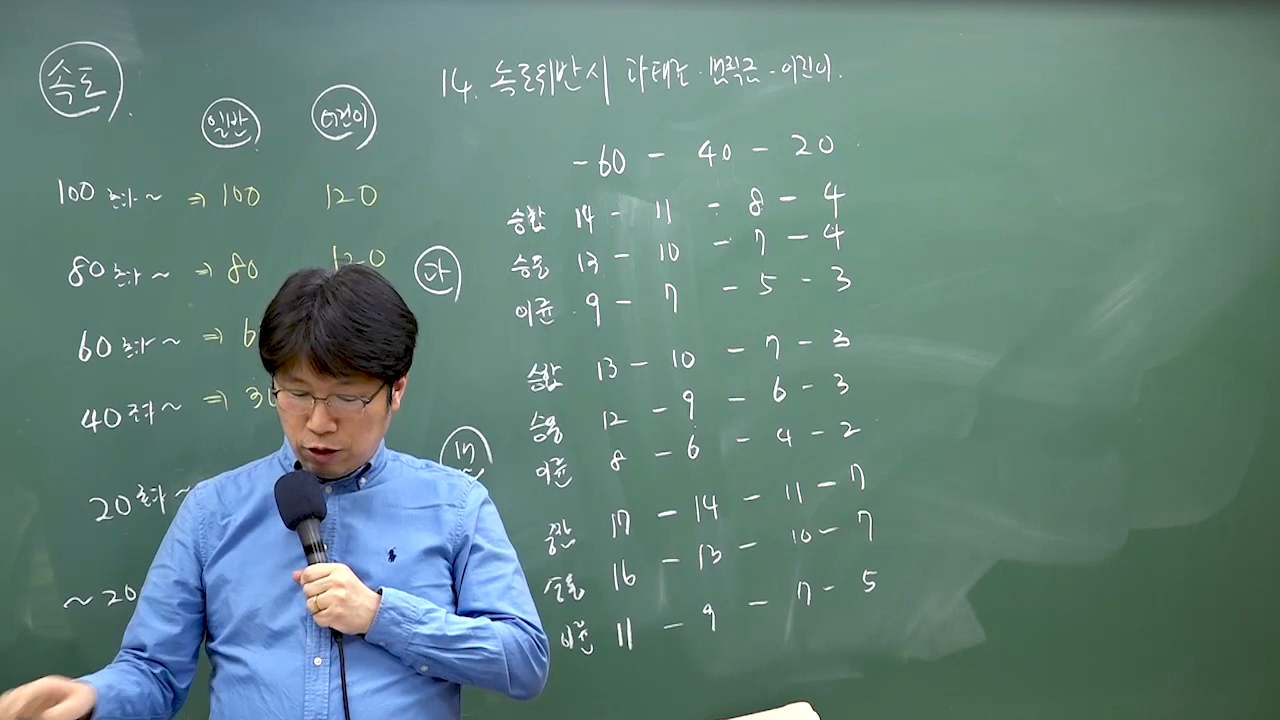 속도.
일반 어린이
100 초과 ~ ⇒ 100 120
80 초과 ~ ⇒ 80 120
60 초과 ~ ⇒ 6
40 초과 ~ ⇒ 30
20 초과 ~
~ 20
14. 속도위반시 과태료 · 범칙금 - 어린이.
- 60 - 40 - 20
과
승합 14 - 11 - 8 - 4
승용 13 - 10 - 7 - 4
이륜 9 - 7 - 5 - 3
범
승합 13 - 10 - 7 - 3
승용 12 - 9 - 6 - 3
이륜 8 - 6 - 4 - 2
승합 17 - 14 - 11 - 7
승용 16 - 13 - 10 - 7
이륜 11 - 9 - 7 - 5